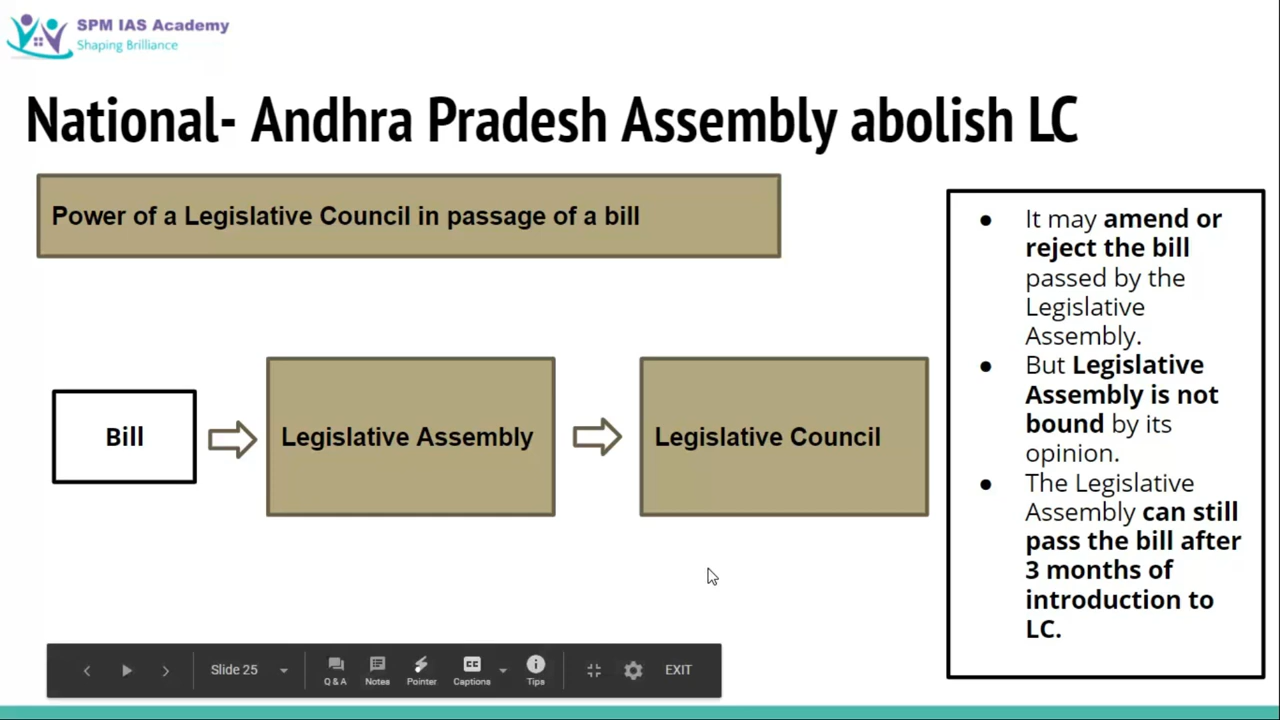 SPM IAS Academy
Shaping Brilliance
National- Andhra Pradesh Assembly abolish LC
Power of a Legislative Council in passage of a bill
Bill
Legislative Assembly
Legislative Council
● It may amend or
reject the bill
passed by the
Legislative
Assembly.
● But Legislative
Assembly is not
bound by its
opinion.
● The Legislative
Assembly can still
pass the bill after
3 months of
introduction to
LC.
Slide 25
Q & A
Notes
Pointer
CC
Captions
Tips
EXIT